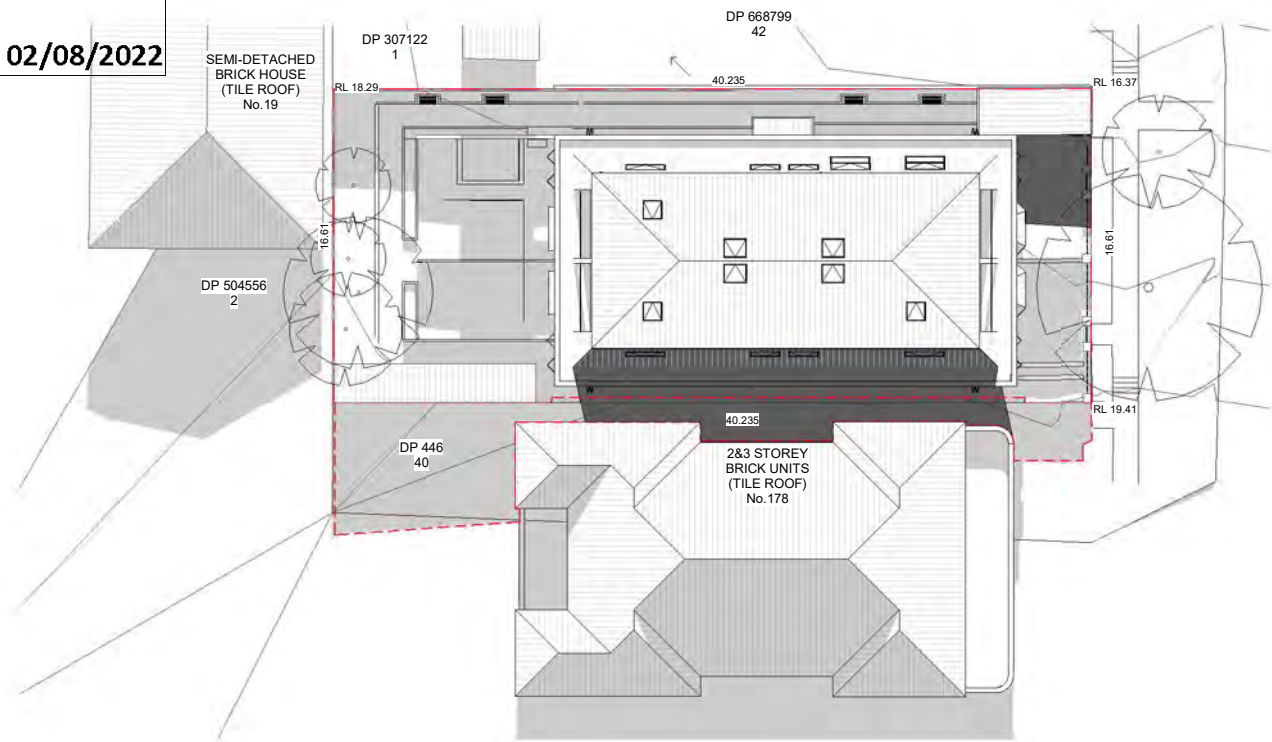 02/08/2022
SEMI-DETACHED
BRICK HOUSE
(TILE ROOF)
No.19
DP 307122
1
DP 668799
42
RL 18.29
40.235
RL 16.37
16.61
16.61
DP 504556
2
RL 19.41
DP 446
40
40.235
2&3 STOREY
BRICK UNITS
(TILE ROOF)
No.178